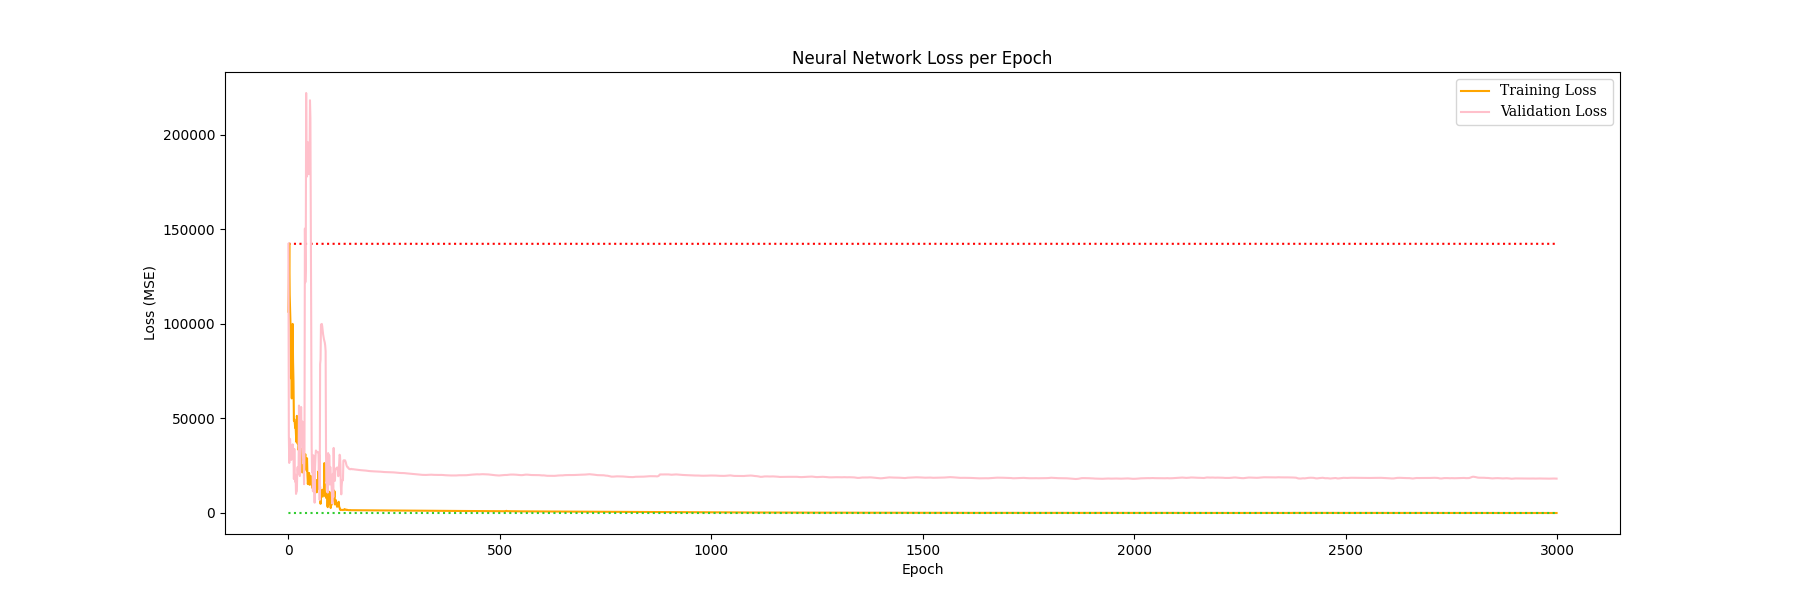 Neural Network Loss per Epoch
Training Loss
Validation Loss
200000
150000
100000
50000
0
Loss (MSE)
0 500 1000 1500 2000 2500 3000
Epoch